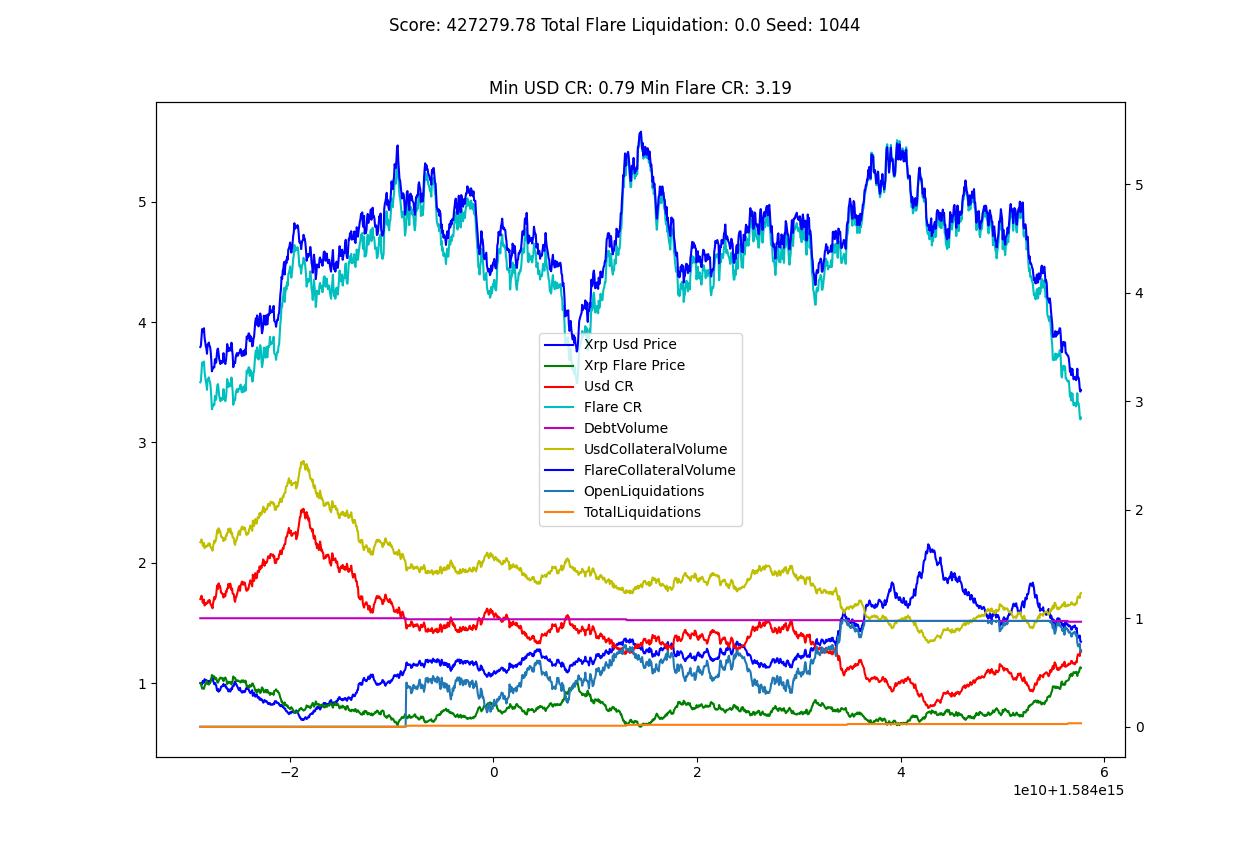 Score: 427279.78 Total Flare Liquidation: 0.0 Seed: 1044
Min USD CR: 0.79 Min Flare CR: 3.19
5
4
3
2
1
5
4
3
2
1
0
Xrp Usd Price
Xrp Flare Price
Usd CR
Flare CR
DebtVolume
UsdCollateralVolume
FlareCollateralVolume
OpenLiquidations
TotalLiquidations
−2 0 2 4 6
1e10+1.584e15